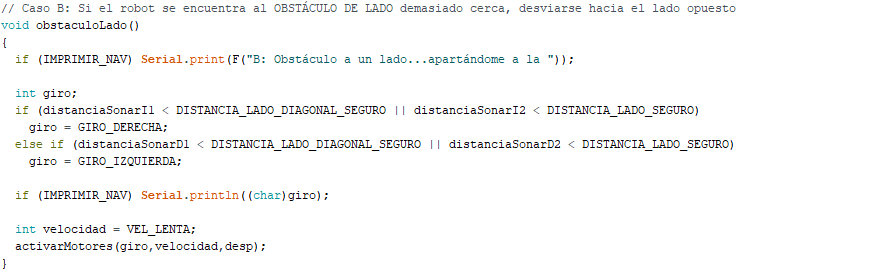 // Caso B: Si el robot se encuentra al OBSTÁCULO DE LADO demasiado cerca, desviarse hacia el lado opuesto
void obstaculoLado()
{
  if (IMPRIMIR_NAV) Serial.print(F("B: Obstáculo a un lado...apartándome a la "));

  int giro;
  if (distanciaSonarI1 < DISTANCIA_LADO_DIAGONAL_SEGURO || distanciaSonarI2 < DISTANCIA_LADO_SEGURO)
    giro = GIRO_DERECHA;
  else if (distanciaSonarD1 < DISTANCIA_LADO_DIAGONAL_SEGURO || distanciaSonarD2 < DISTANCIA_LADO_SEGURO)
    giro = GIRO_IZQUIERDA;

  if (IMPRIMIR_NAV) Serial.println((char)giro);

  int velocidad = VEL_LENTA;
  activarMotores(giro,velocidad,desp);
}